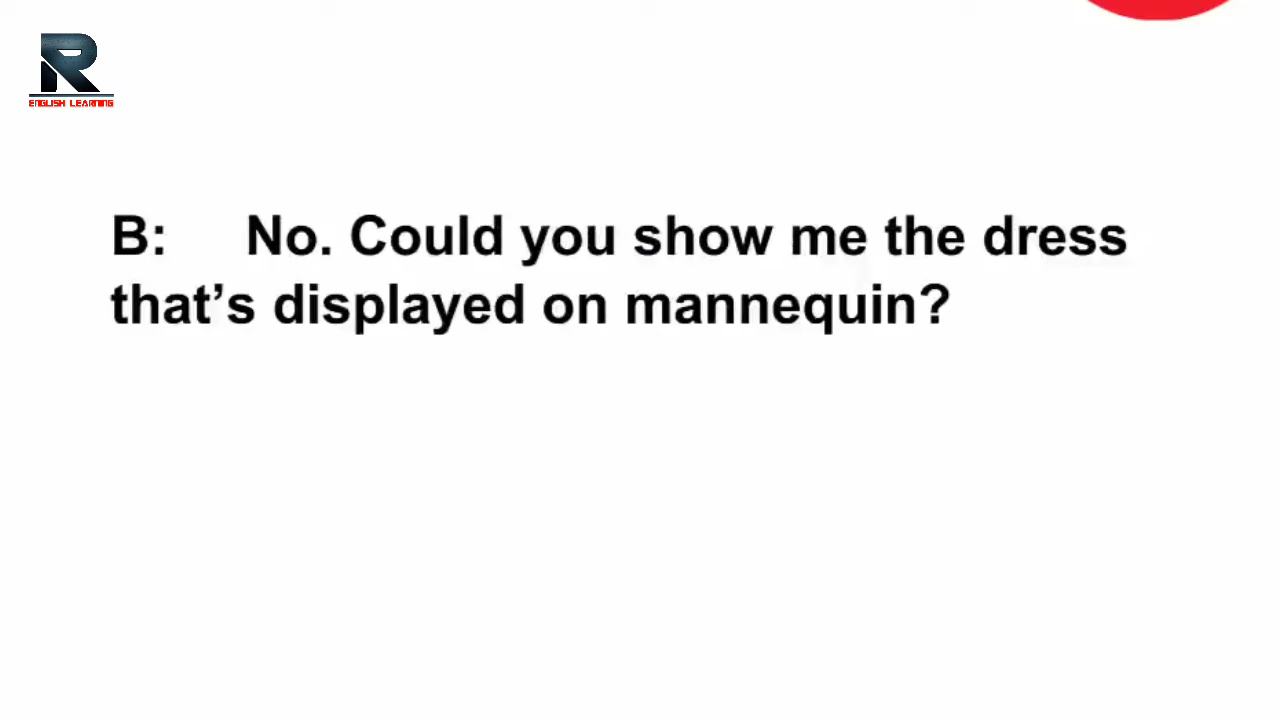 R
ENGLISH LEARNING
B: No. Could you show me the dress
that’s displayed on mannequin?